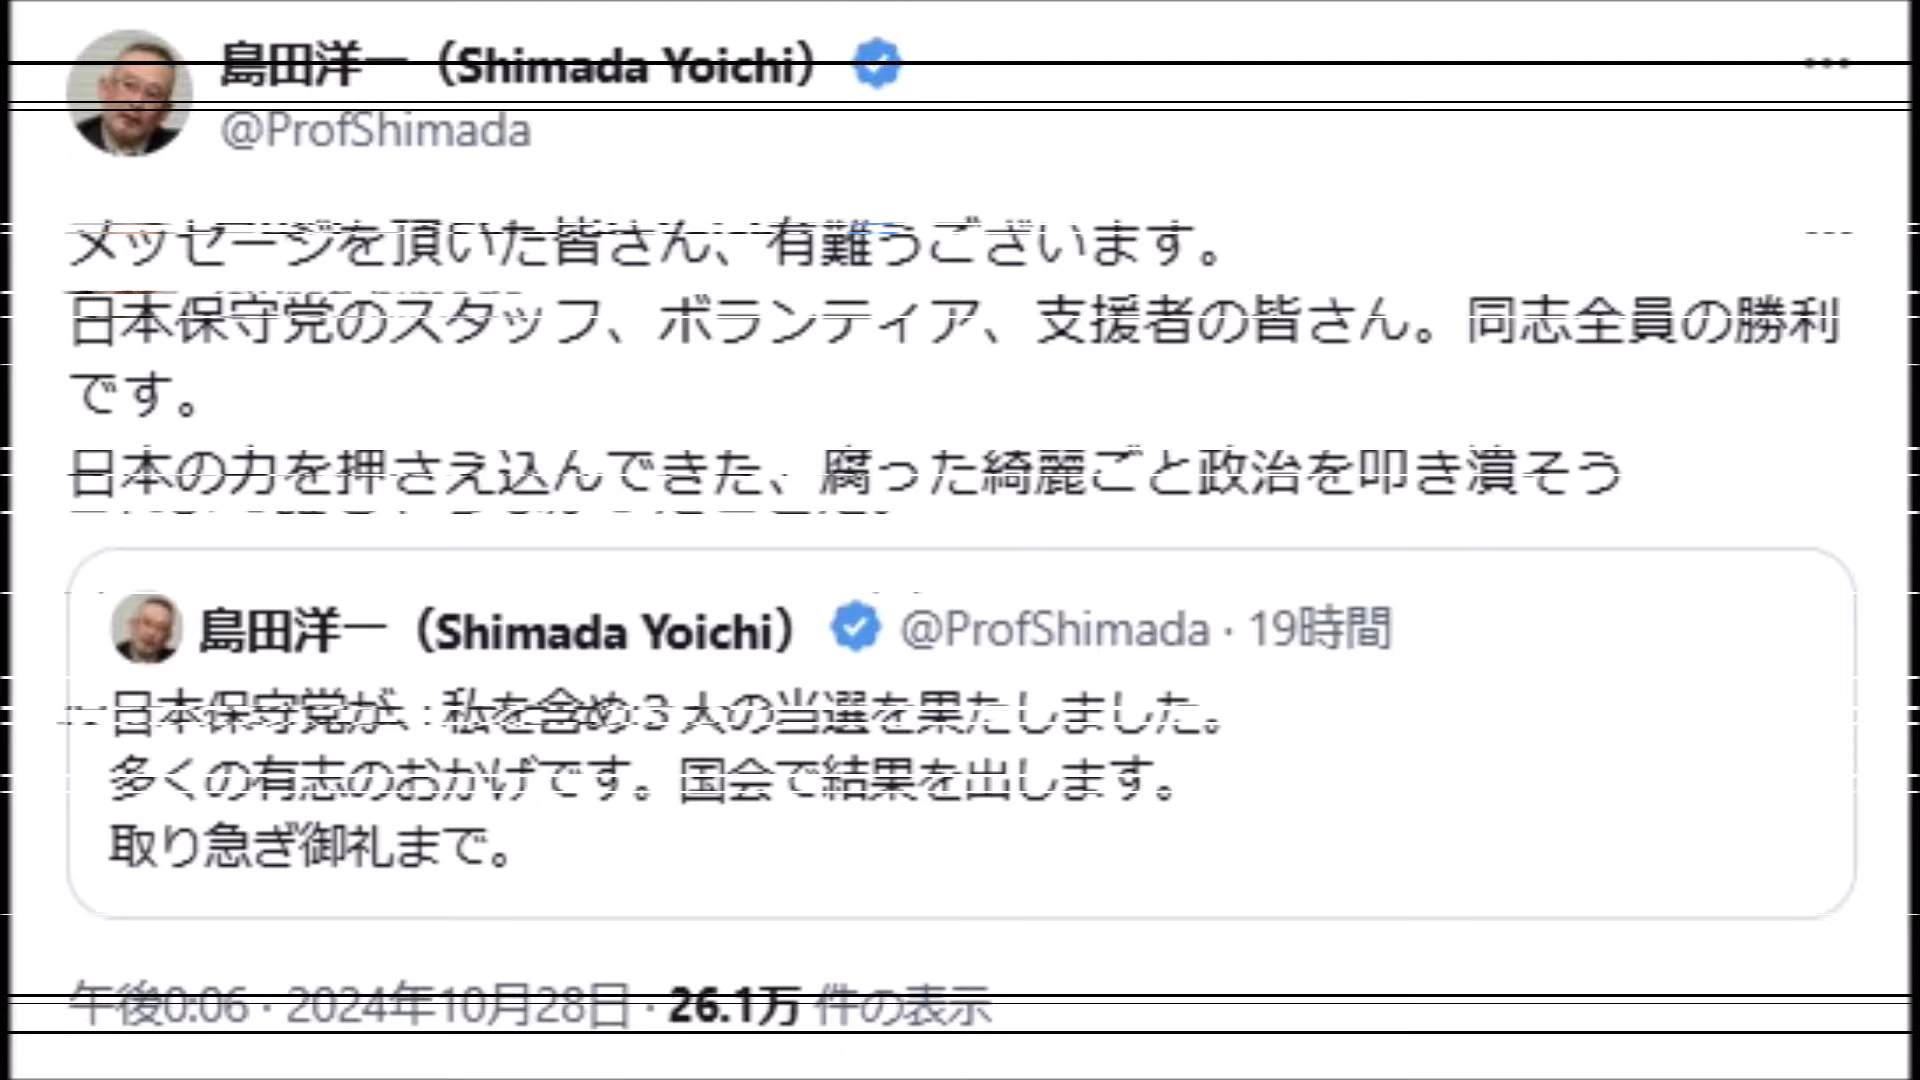 島田洋一（Shimada Yoichi）
@ProfShimada
メッセージを頂いた皆さん、有難うございます。
日本保守党のスタッフ、ボランティア、支援者の皆さん。同志全員の勝利
です。
日本の力を押さえ込んできた、腐った綺麗ごと政治を叩き潰そう
島田洋一（Shimada Yoichi） @ProfShimada · 19時間
日本保守党が、私を含め３人の当選を果たしました。
多くの有志のおかげです。国会で結果を出します。
取り急ぎ御礼まで。
午後0:06 · 2024年10月28日 · 26.1万 件の表示